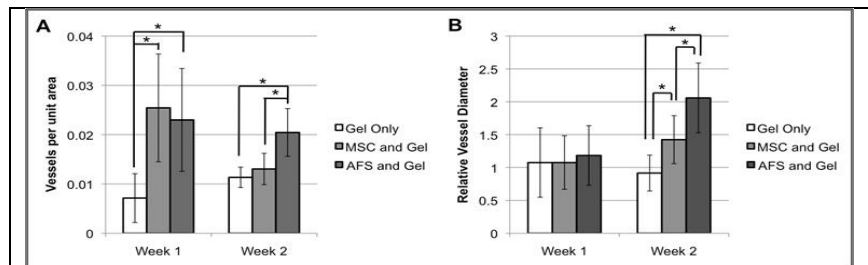 A
*
*
0.04
0.03
0.02
0.01
0
Vessels per unit area
*
*
Week 1
Week 2
Gel Only
MSC and Gel
AFS and Gel
B
*
*
*
3
2.5
2
1.5
1
0.5
0
Relative Vessel Diameter
Week 1
Week 2
Gel Only
MSC and Gel
AFS and Gel